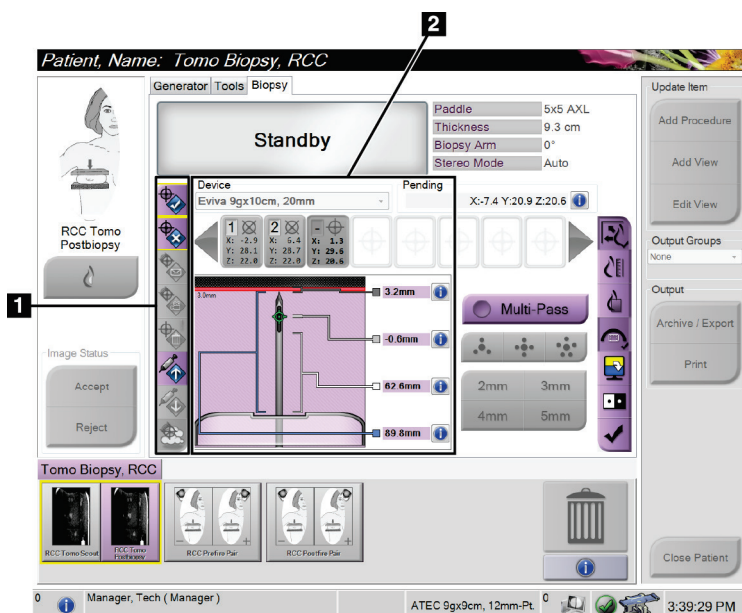 2
Patient, Name: Tomo Biopsy, RCC
Generator Tools Biopsy
Update Item
Standby
Paddle 5x5 AXL
Thickness 9.3 cm
Biopsy Arm 0°
Stereo Mode Auto
Add Procedure
Add View
Edit View
Device
Eviva 9gx10cm, 20mm
Pending
X:-7.4 Y:20.9 Z:20.6
RCC Tomo
Postbiopsy
1
X: -2.9
Y: 28.1
Z: 22.0
2
X: 6.4
Y: 28.7
Z: 22.0
-
X: 1.3
Y: 29.6
Z: 20.6
Output Groups
None
1
3.0mm
3.2mm
-0.6mm
62.6mm
89.8mm
Multi-Pass
2mm 3mm
4mm 5mm
Output
Archive / Export
Print
Image Status
Accept
Reject
Tomo Biopsy, RCC
RCC Tomo Scout
RCC Tomo
Postbiopsy
RCC Prefire Pair
RCC Postfire Pair
Close Patient
0
Manager, Tech ( Manager )
ATEC 9gx9cm, 12mm-Pt.
0
3:39:29 PM